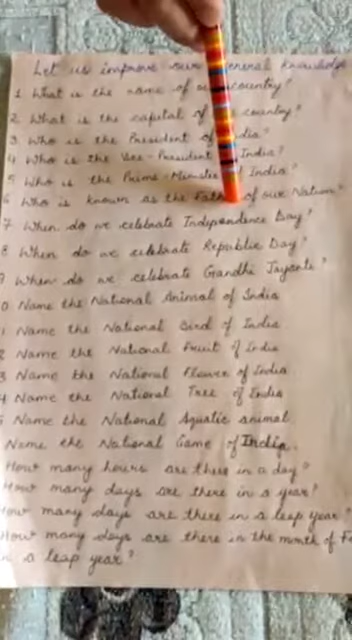 Let us improve our General Knowledge
1 What is the name of our country?
2. What is the capital of country?
3. Who is the President of India?
4 Who is the Vice-President India?
5 Who is the Prime-Minister India?
6 Who is known as the Father of our Nation?
7 When do we celebrate Independence Day?
8 When do we celebrate Republic Day?
9 When do we celebrate Gandhi Jayanti?
0 Name the National Animal of India
Name the National Bird of India
2 Name the National Fruit of India
3 Name the National Flower of India
4 Name the National Tree of India
Name the National Aquatic animal
Name the National Game of India.
How many hours are there in a day?
How many days are there in a year?
How many days are there in a leap year?
How many days are there in the month of Fe
in a leap year?